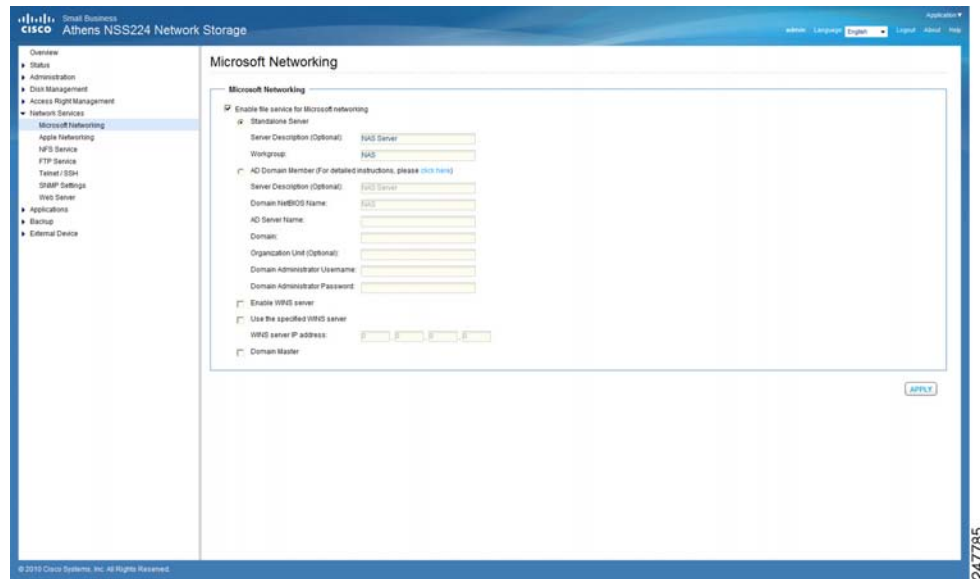 Small Business
CISCO Athens NSS224 Network Storage
Application
admin Language English Logout About Help
Overview
Status
Administration
Disk Management
Access Right Management
Network Services
Microsoft Networking
Apple Networking
NFS Service
FTP Service
Telnet / SSH
SNMP Settings
Web Server
Applications
Backup
External Device
Microsoft Networking
Microsoft Networking
Enable file service for Microsoft networking
Standalone Server
Server Description (Optional): NAS Server
Workgroup: NAS
AD Domain Member (For detailed instructions, please click here)
Server Description (Optional): NAS Server
Domain NetBIOS Name: NAS
AD Server Name:
Domain:
Organization Unit (Optional):
Domain Administrator Username:
Domain Administrator Password:
Enable WINS server
Use the specified WINS server
WINS server IP address: 0 . 0 . 0 . 0
Domain Master
APPLY
© 2010 Cisco Systems, Inc. All Rights Reserved.
247785